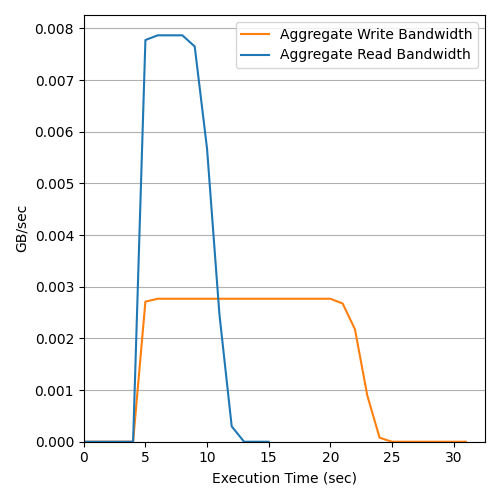 Aggregate Write Bandwidth
Aggregate Read Bandwidth
GB/sec
0.008
0.007
0.006
0.005
0.004
0.003
0.002
0.001
0.000
0 5 10 15 20 25 30
Execution Time (sec)